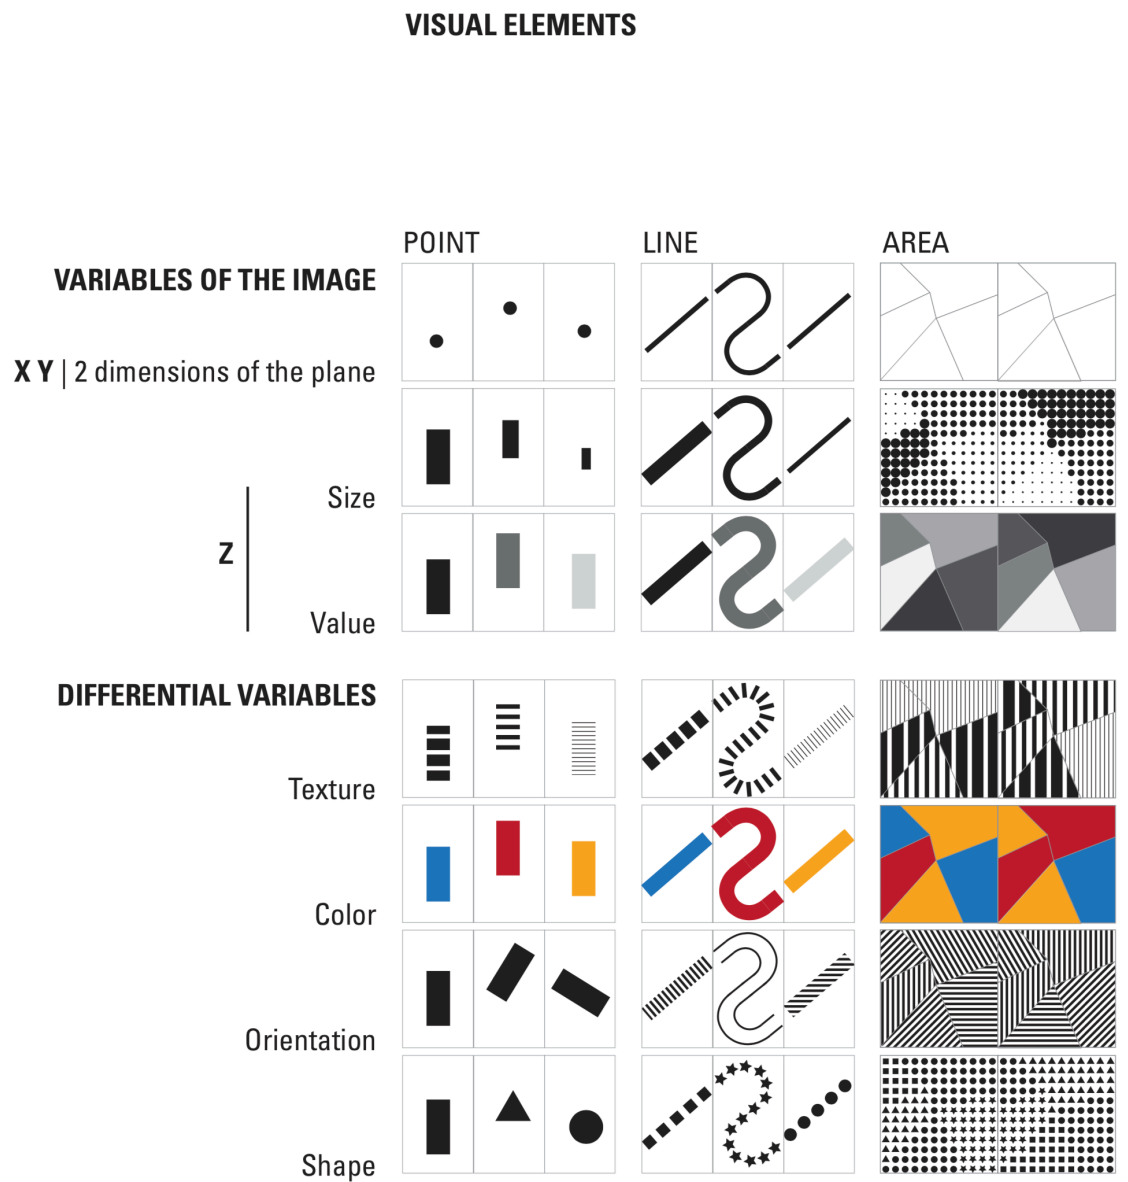 VISUAL ELEMENTS
POINT
LINE
AREA
VARIABLES OF THE IMAGE
X Y | 2 dimensions of the plane
Size
Z
Value
DIFFERENTIAL VARIABLES
Texture
Color
Orientation
Shape